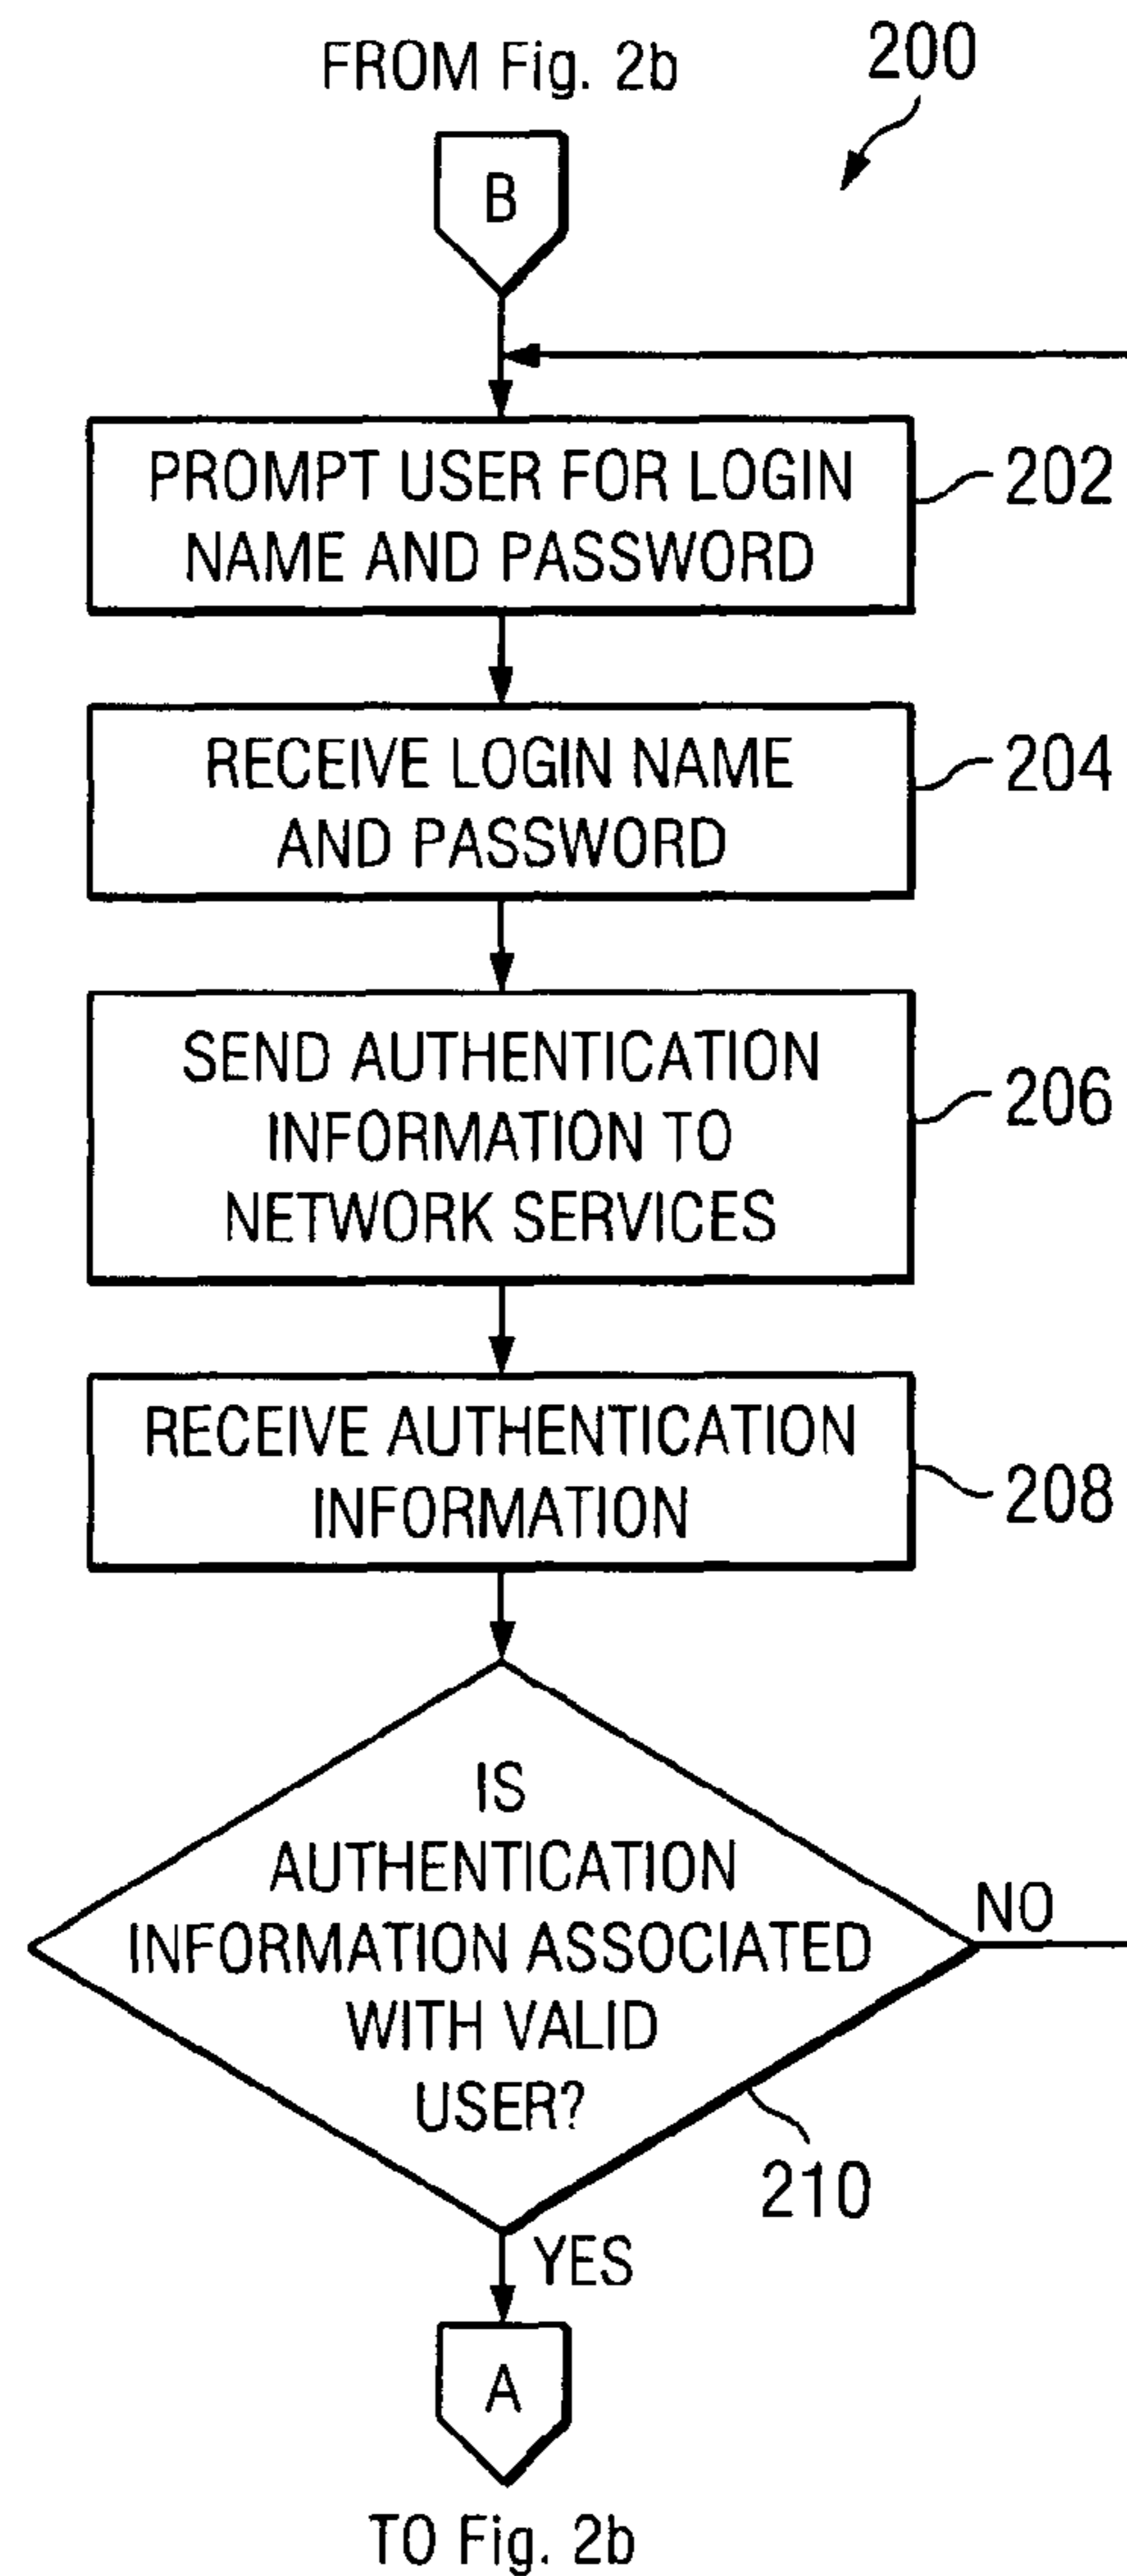 FROM Fig. 2b
200
B
PROMPT USER FOR LOGIN
NAME AND PASSWORD
202
RECEIVE LOGIN NAME
AND PASSWORD
204
SEND AUTHENTICATION
INFORMATION TO
NETWORK SERVICES
206
RECEIVE AUTHENTICATION
INFORMATION
208
IS
AUTHENTICATION
INFORMATION ASSOCIATED
WITH VALID
USER?
NO
210
YES
A
TO Fig. 2b